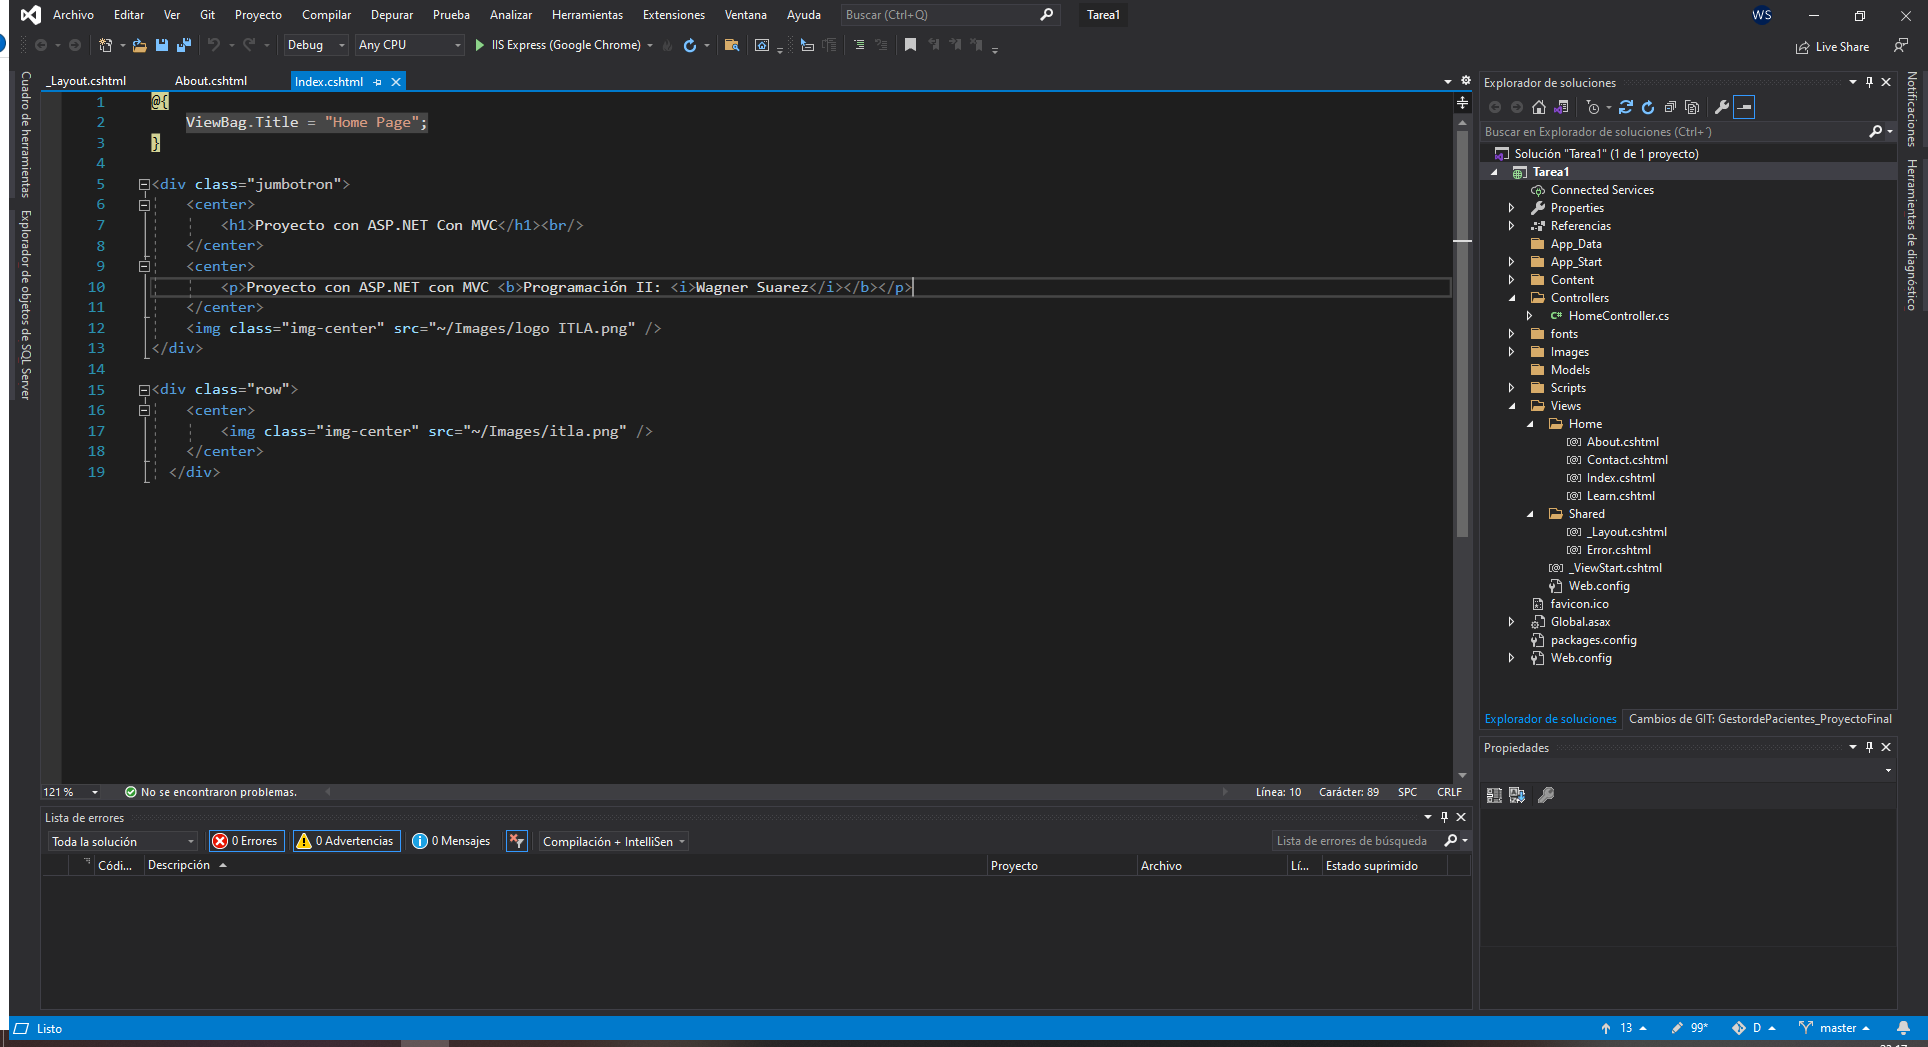 Archivo Editar Ver Git Proyecto Compilar Depurar Prueba Analizar Herramientas Extensiones Ventana Ayuda Buscar (Ctrl+Q) Tarea1 WS
Debug Any CPU IIS Express (Google Chrome) Live Share
Cuadro de herramientas
Explorador de objetos de SQL Server
_Layout.cshtml About.cshtml Index.cshtml
1 @{
2 ViewBag.Title = "Home Page";
3 }
4
5 <div class="jumbotron">
6 <center>
7 <h1>Proyecto con ASP.NET Con MVC</h1><br/>
8 </center>
9 <center>
10 <p>Proyecto con ASP.NET con MVC <b>Programación II: <i>Wagner Suarez</i></b></p>
11 </center>
12 <img class="img-center" src="~/Images/logo ITLA.png" />
13 </div>
14
15 <div class="row">
16 <center>
17 <img class="img-center" src="~/Images/itla.png" />
18 </center>
19 </div>
121 % No se encontraron problemas. Línea: 10 Carácter: 89 SPC CRLF
Lista de errores
Toda la solución 0 Errores 0 Advertencias 0 Mensajes Compilación + IntelliSen Lista de errores de búsqueda
Códi... Descripción Proyecto Archivo Lí... Estado suprimido
Explorador de soluciones
Buscar en Explorador de soluciones (Ctrl+´)
Solución "Tarea1" (1 de 1 proyecto)
Tarea1
Connected Services
Properties
Referencias
App_Data
App_Start
Content
Controllers
C# HomeController.cs
fonts
Images
Models
Scripts
Views
Home
[@] About.cshtml
[@] Contact.cshtml
[@] Index.cshtml
[@] Learn.cshtml
Shared
[@] _Layout.cshtml
[@] Error.cshtml
[@] _ViewStart.cshtml
Web.config
favicon.ico
Global.asax
packages.config
Web.config
Explorador de soluciones Cambios de GIT: GestordePacientes_ProyectoFinal
Propiedades
Notificaciones
Herramientas de diagnóstico
Listo 13 99* D master